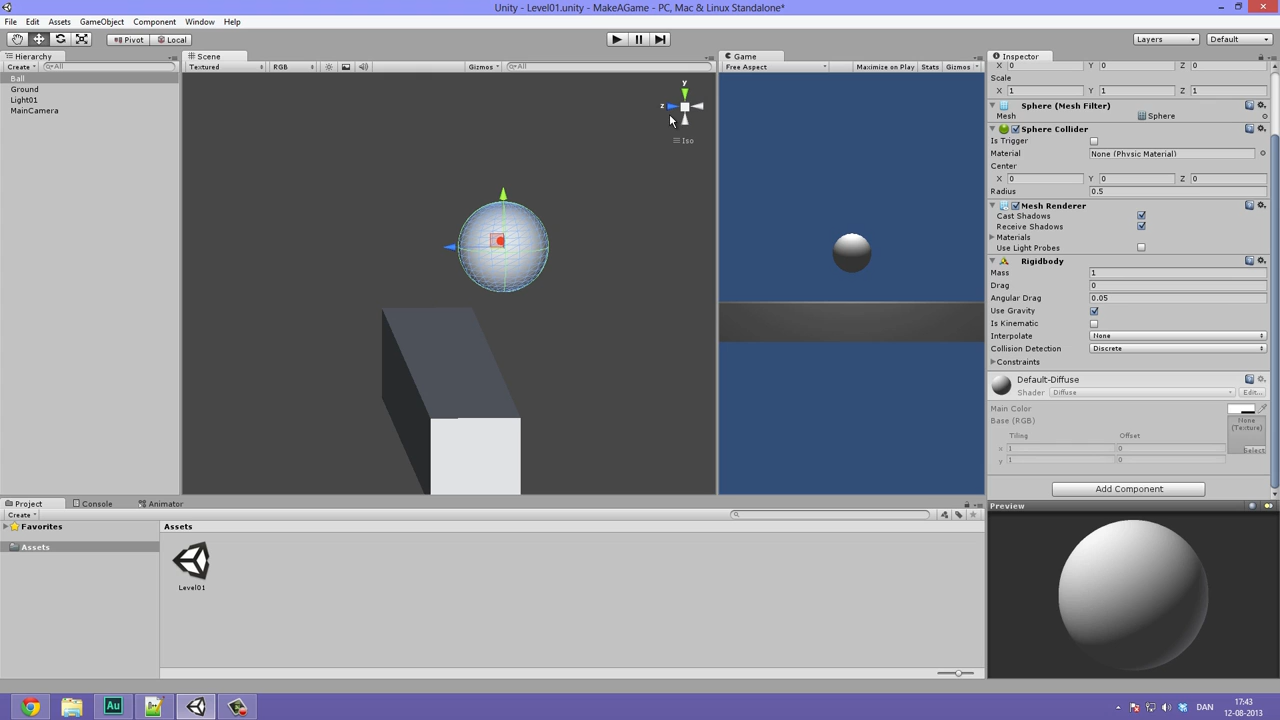 Unity - Level01.unity - MakeAGame - PC, Mac & Linux Standalone*
File Edit Assets GameObject Component Window Help
Pivot Local
Layers Default
Hierarchy
Create All
Ball
Ground
Light01
MainCamera
Scene
Textured RGB Gizmos All
y
z
Iso
Game
Free Aspect Maximize on Play Stats Gizmos
Inspector
X 0 Y 0 Z 0
Scale
X 1 Y 1 Z 1
Sphere (Mesh Filter)
Mesh Sphere
Sphere Collider
Is Trigger
Material None (Physic Material)
Center
X 0 Y 0 Z 0
Radius 0.5
Mesh Renderer
Cast Shadows
Receive Shadows
Materials
Use Light Probes
Rigidbody
Mass 1
Drag 0
Angular Drag 0.05
Use Gravity
Is Kinematic
Interpolate None
Collision Detection Discrete
Constraints
Default-Diffuse
Shader Diffuse Edit...
Main Color
Base (RGB) None (Texture)
Tiling Offset
x 1 0
y 1 0
Select
Add Component
Preview
Project Console Animator
Create
Favorites
Assets
Assets
Level01
Au
DAN
17:43
12-08-2013